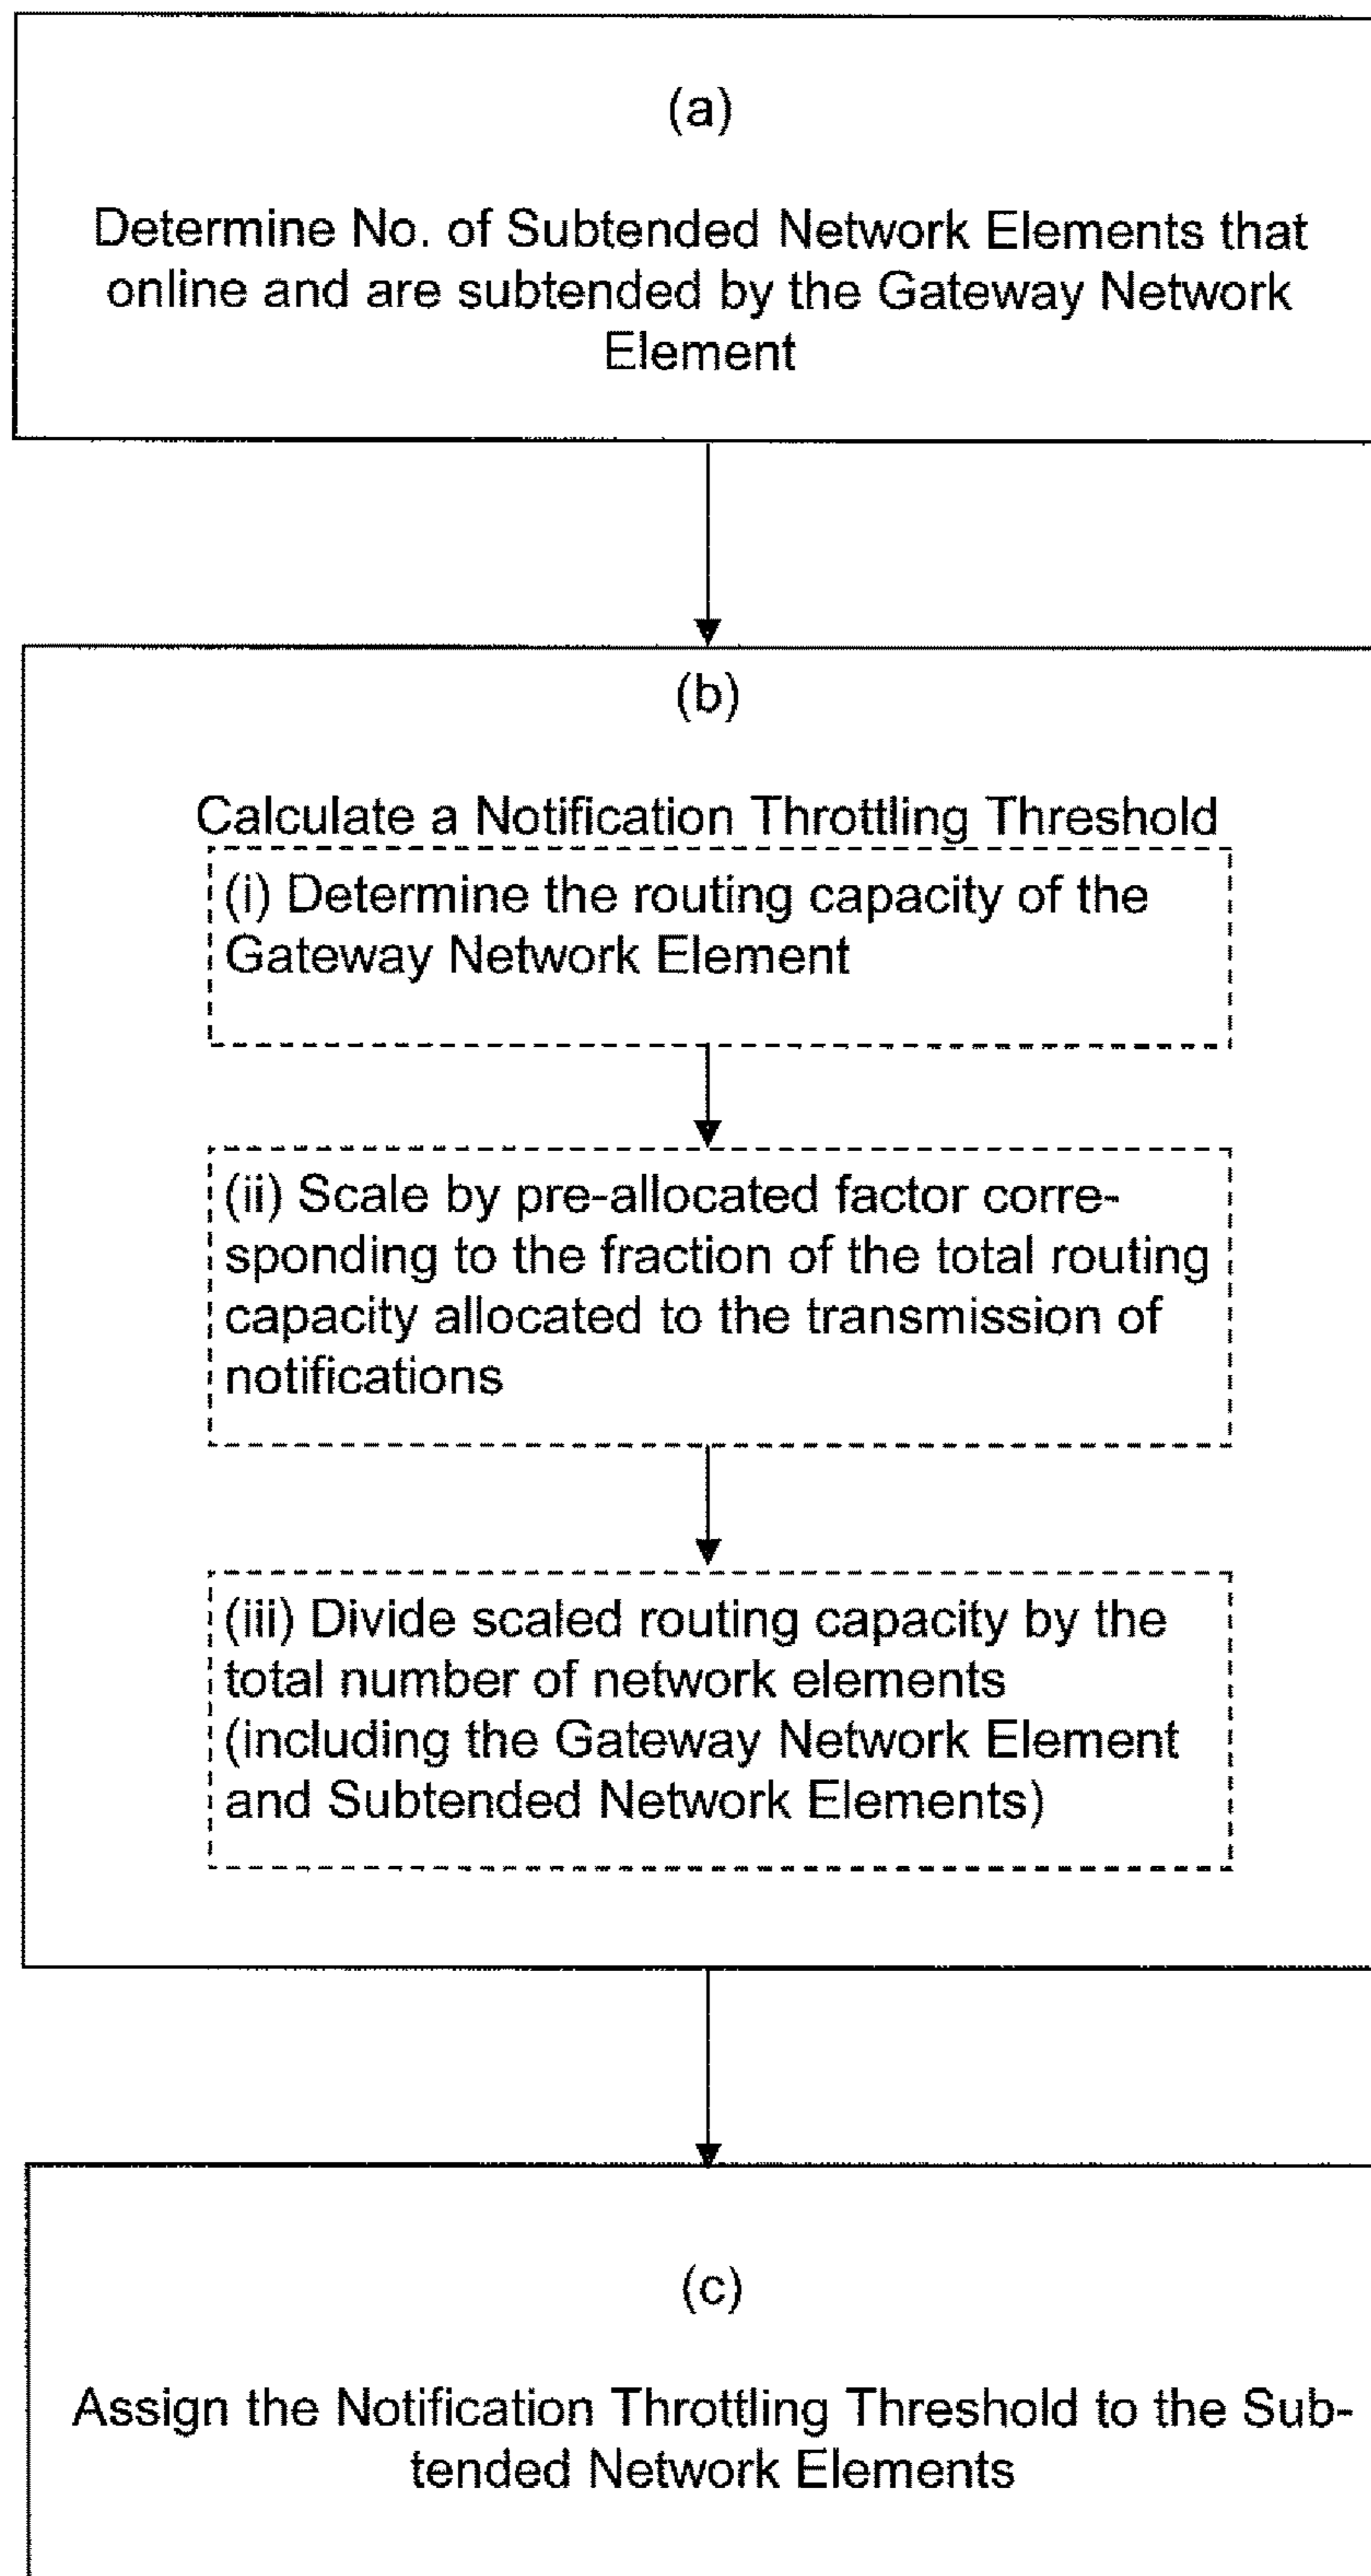 (a)
Determine No. of Subtended Network Elements that
online and are subtended by the Gateway Network
Element
(b)
Calculate a Notification Throttling Threshold
(i) Determine the routing capacity of the
Gateway Network Element
(ii) Scale by pre-allocated factor corre-
sponding to the fraction of the total routing
capacity allocated to the transmission of
notifications
(iii) Divide scaled routing capacity by the
total number of network elements
(including the Gateway Network Element
and Subtended Network Elements)
(c)
Assign the Notification Throttling Threshold to the Sub-
tended Network Elements